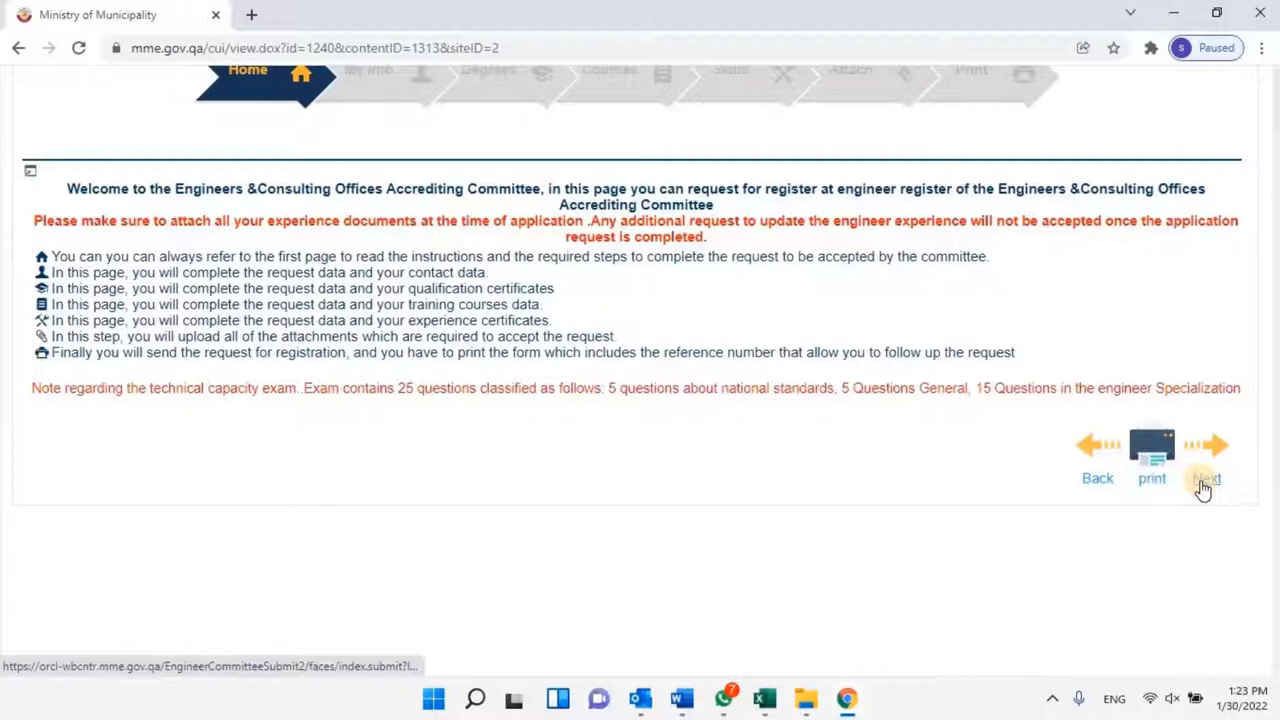 Ministry of Municipality
mme.gov.qa/cui/view.dox?id=1240&contentID=1313&siteID=2
S Paused
Home My Info. Degrees Courses Skills Attach Print
Welcome to the Engineers &Consulting Offices Accrediting Committee, in this page you can request for register at engineer register of the Engineers &Consulting Offices
Accrediting Committee
Please make sure to attach all your experience documents at the time of application .Any additional request to update the engineer experience will not be accepted once the application
request is completed.
You can you can always refer to the first page to read the instructions and the required steps to complete the request to be accepted by the committee.
In this page, you will complete the request data and your contact data.
In this page, you will complete the request data and your qualification certificates
In this page, you will complete the request data and your training courses data.
In this page, you will complete the request data and your experience certificates.
In this step, you will upload all of the attachments which are required to accept the request.
Finally you will send the request for registration, and you have to print the form which includes the reference number that allow you to follow up the request
Note regarding the technical capacity exam..Exam contains 25 questions classified as follows: 5 questions about national standards, 5 Questions General, 15 Questions in the engineer Specialization
Back print Next
https://orcl-wbcntr.mme.gov.qa/EngineerCommitteeSubmit2/faces/index.submit?l...
7
ENG
1:23 PM
1/30/2022